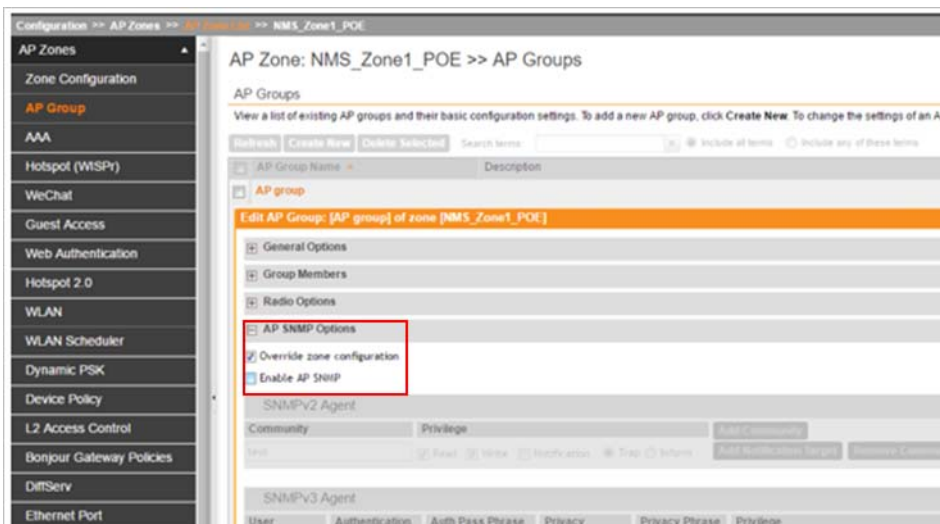 Configuration >> AP Zones >> AP Zone List >> NMS_Zone1_POE
AP Zones
Zone Configuration
AP Group
AAA
Hotspot (WISPr)
WeChat
Guest Access
Web Authentication
Hotspot 2.0
WLAN
WLAN Scheduler
Dynamic PSK
Device Policy
L2 Access Control
Bonjour Gateway Policies
DiffServ
Ethernet Port
AP Zone: NMS_Zone1_POE >> AP Groups
AP Groups
View a list of existing AP groups and their basic configuration settings. To add a new AP group, click Create New. To change the settings of an A
Refresh Create New Delete Selected Search terms: x Include all terms Include any of these terms
AP Group Name Description
AP group
Edit AP Group: [AP group] of zone [NMS_Zone1_POE]
General Options
Group Members
Radio Options
AP SNMP Options
Override zone configuration
Enable AP SNMP
SNMPv2 Agent
Community Privilege Add Community
test Read Write Notification Trap Inform Add Notification Target Remove
SNMPv3 Agent
User Authentication Auth Pass Phrase Privacy Privacy Phrase Privilege